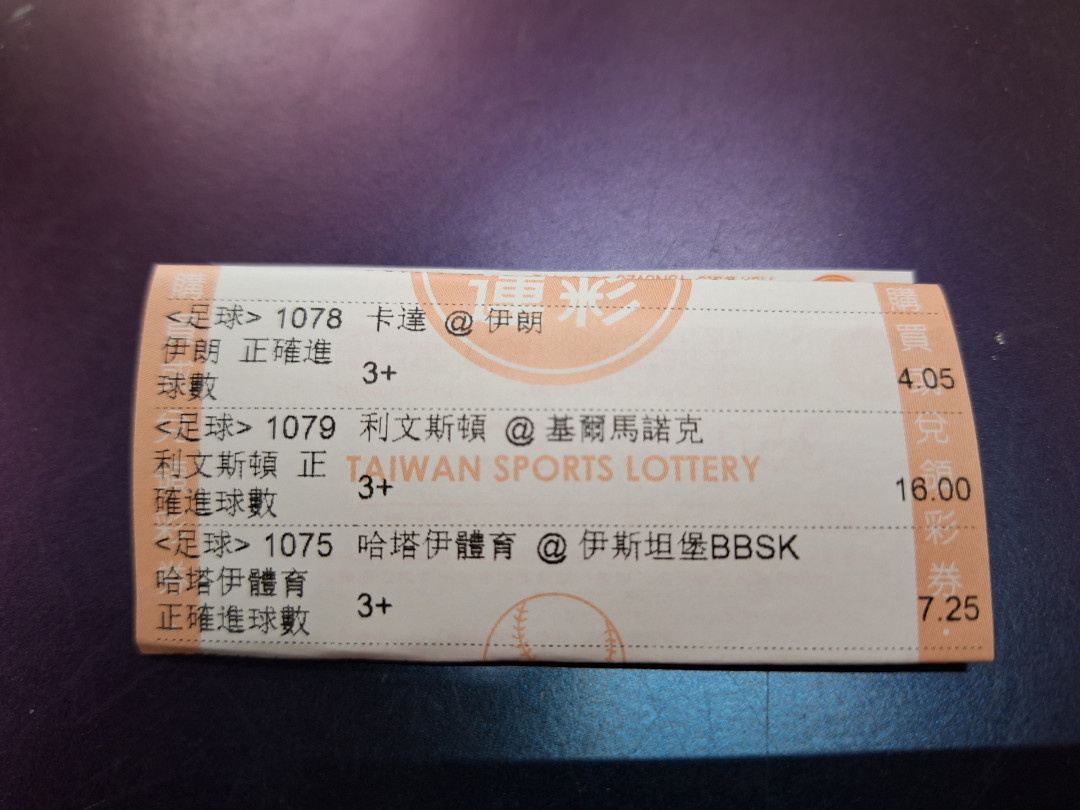 <足球> 1078 卡達 @ 伊朗
伊朗 正確進
球數 3+ 4.05
<足球> 1079 利文斯頓 @ 基爾馬諾克
TAIWAN SPORTS LOTTERY
利文斯頓 正
確進球數 3+ 16.00
<足球> 1075 哈塔伊體育 @ 伊斯坦堡BBSK
哈塔伊體育
正確進球數 3+ 7.25
購買
兌領彩券